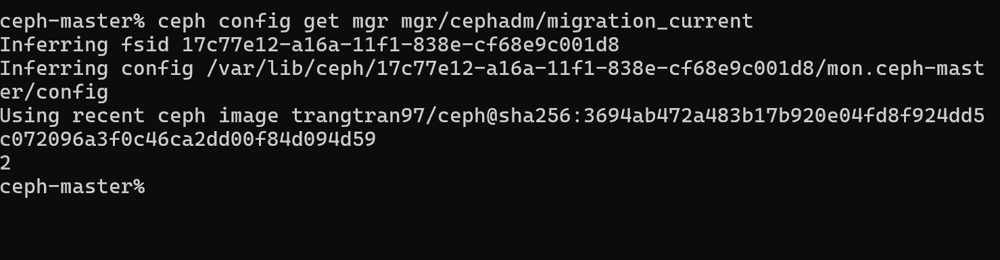 ceph-master% ceph config get mgr mgr/cephadm/migration_current
Inferring fsid 17c77e12-a16a-11f1-838e-cf68e9c001d8
Inferring config /var/lib/ceph/17c77e12-a16a-11f1-838e-cf68e9c001d8/mon.ceph-mast
er/config
Using recent ceph image trangtran97/ceph@sha256:3694ab472a483b17b920e04fd8f924dd5
c072096a3f0c46ca2dd00f84d094d59
2
ceph-master%